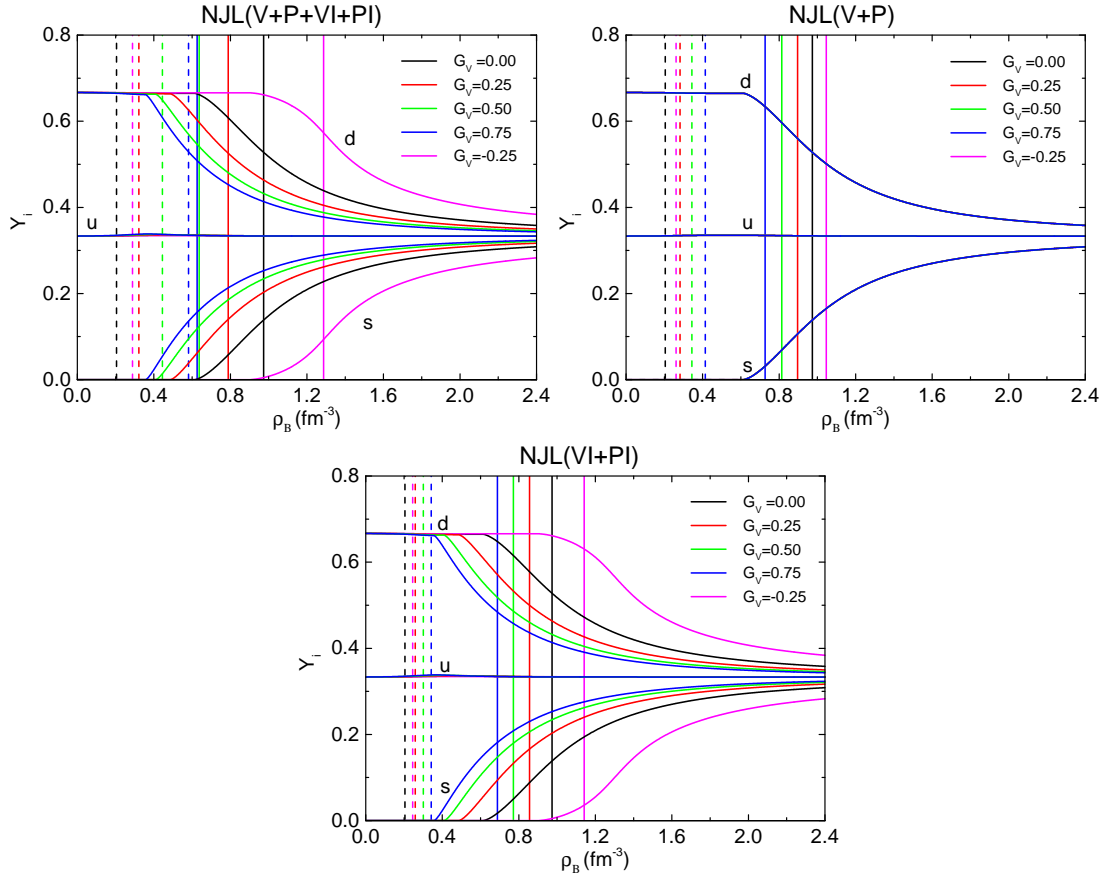 NJL(V+P+VI+PI)
0.8
0.6
0.4
0.2
0.0
Y_i
G_V =0.00
G_V=0.25
G_V=0.50
G_V=0.75
G_V=-0.25
d
u
s
0.0 0.4 0.8 1.2 1.6 2.0 2.4
ρ_B (fm⁻³)
NJL(V+P)
0.8
0.6
0.4
0.2
0.0
Y_i
G_V =0.00
G_V=0.25
G_V=0.50
G_V=0.75
G_V=-0.25
d
u
s
0.0 0.4 0.8 1.2 1.6 2.0 2.4
ρ_B (fm⁻³)
NJL(VI+PI)
0.8
0.6
0.4
0.2
0.0
Y_i
G_V =0.00
G_V=0.25
G_V=0.50
G_V=0.75
G_V=-0.25
d
u
s
0.0 0.4 0.8 1.2 1.6 2.0 2.4
ρ_B (fm⁻³)